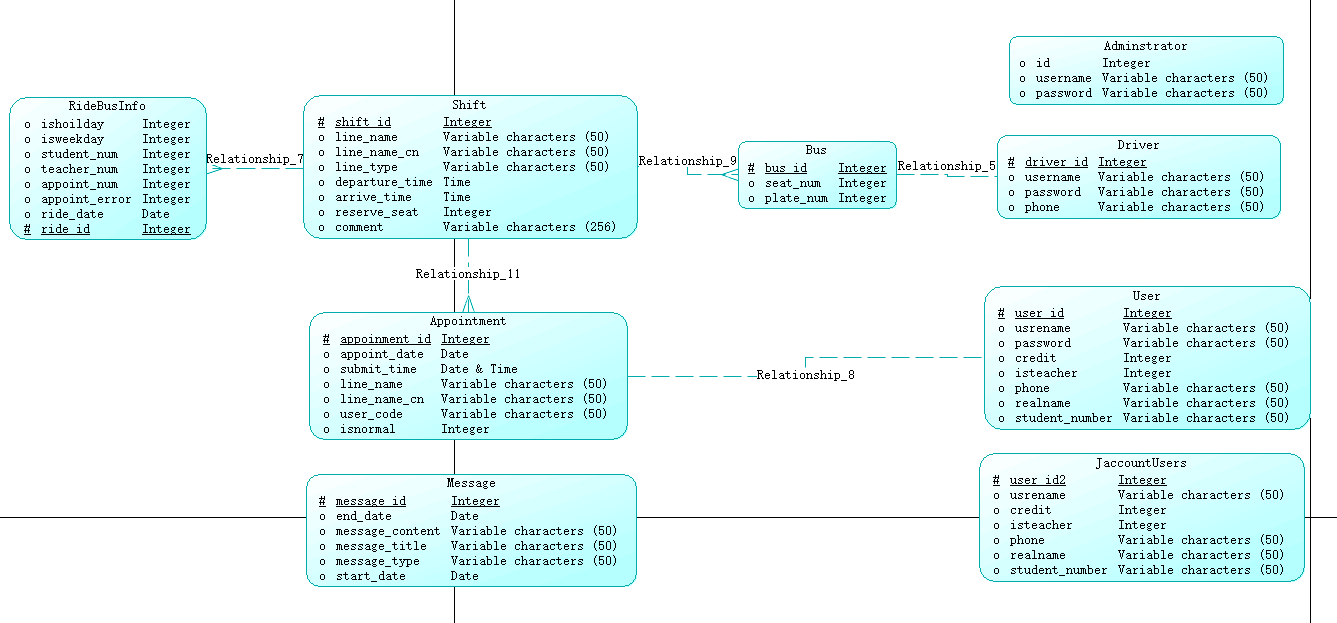 RideBusInfo
o ishoilday Integer
o isweekday Integer
o student_num Integer
o teacher_num Integer
o appoint_num Integer
o appoint_error Integer
o ride_date Date
# ride_id Integer
Relationship_7
Shift
# shift_id Integer
o line_name Variable characters (50)
o line_name_cn Variable characters (50)
o line_type Variable characters (50)
o departure_time Time
o arrive_time Time
o reserve_seat Integer
o comment Variable characters (256)
Relationship_9
Bus
# bus_id Integer
o seat_num Integer
o plate_num Integer
Relationship_5
Adminstrator
o id Integer
o username Variable characters (50)
o password Variable characters (50)
Driver
# driver_id Integer
o username Variable characters (50)
o password Variable characters (50)
o phone Variable characters (50)
Relationship_11
Appointment
# appoinment_id Integer
o appoint_date Date
o submit_time Date & Time
o line_name Variable characters (50)
o line_name_cn Variable characters (50)
o user_code Variable characters (50)
o isnormal Integer
Relationship_8
User
# user_id Integer
o usrename Variable characters (50)
o password Variable characters (50)
o credit Integer
o isteacher Integer
o phone Variable characters (50)
o realname Variable characters (50)
o student_number Variable characters (50)
Message
# message_id Integer
o end_date Date
o message_content Variable characters (50)
o message_title Variable characters (50)
o message_type Variable characters (50)
o start_date Date
JaccountUsers
# user_id2 Integer
o usrename Variable characters (50)
o credit Integer
o isteacher Integer
o phone Variable characters (50)
o realname Variable characters (50)
o student_number Variable characters (50)